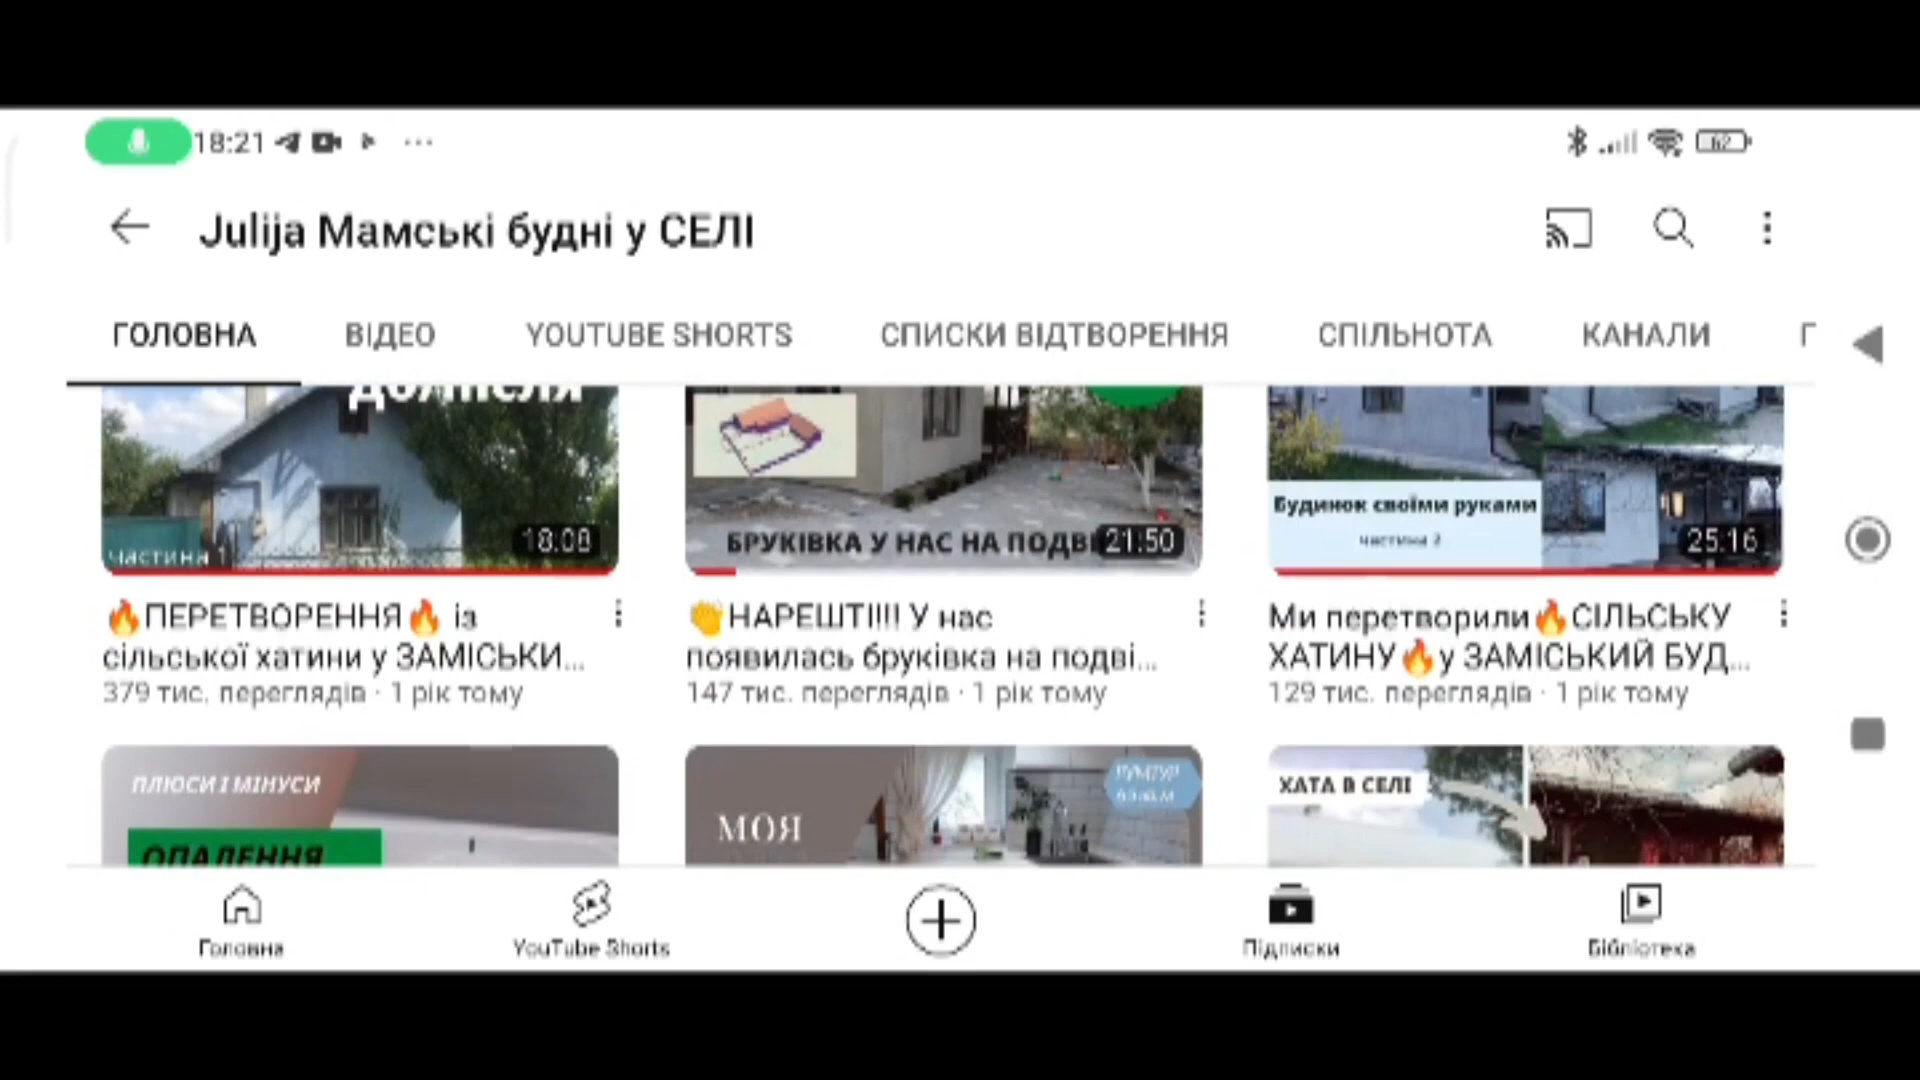 18:21
62
Julija Мамські будні у СЕЛІ
ГОЛОВНА ВІДЕО YOUTUBE SHORTS СПИСКИ ВІДТВОРЕННЯ СПІЛЬНОТА КАНАЛИ
частина 1
18:08
БРУКІВКА У НАС НА ПОДВІ
21:50
Будинок своїми руками
частина 2
25:16
🔥ПЕРЕТВОРЕННЯ🔥 із
сільської хатини у ЗАМІСЬКИ...
379 тис. переглядів · 1 рік тому
👏НАРЕШТІ!!! У нас
появилась бруківка на подві...
147 тис. переглядів · 1 рік тому
Ми перетворили🔥СІЛЬСЬКУ
ХАТИНУ🔥у ЗАМІСЬКИЙ БУД...
129 тис. переглядів · 1 рік тому
ПЛЮСИ І МІНУСИ
ОПАЛЕННЯ
МОЯ
РУМТУР
ХАТА В СЕЛІ
Головна
YouTube Shorts
Підписки
Бібліотека